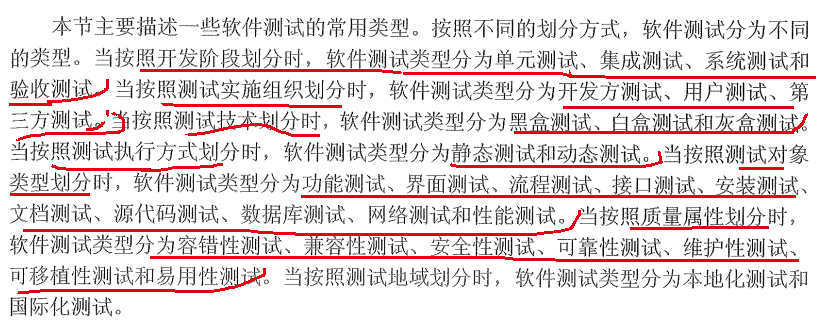 本节主要描述一些软件测试的常用类型。按照不同的划分方式，软件测试分为不同
的类型。当按照开发阶段划分时，软件测试类型分为单元测试、集成测试、系统测试和
验收测试。当按照测试实施组织划分时，软件测试类型分为开发方测试、用户测试、第
三方测试。当按照测试技术划分时，软件测试类型分为黑盒测试、白盒测试和灰盒测试。
当按照测试执行方式划分时，软件测试类型分为静态测试和动态测试。当按照测试对象
类型划分时，软件测试类型分为功能测试、界面测试、流程测试、接口测试、安装测试、
文档测试、源代码测试、数据库测试、网络测试和性能测试。当按照质量属性划分时，
软件测试类型分为容错性测试、兼容性测试、安全性测试、可靠性测试、维护性测试、
可移植性测试和易用性测试。当按照测试地域划分时，软件测试类型分为本地化测试和
国际化测试。